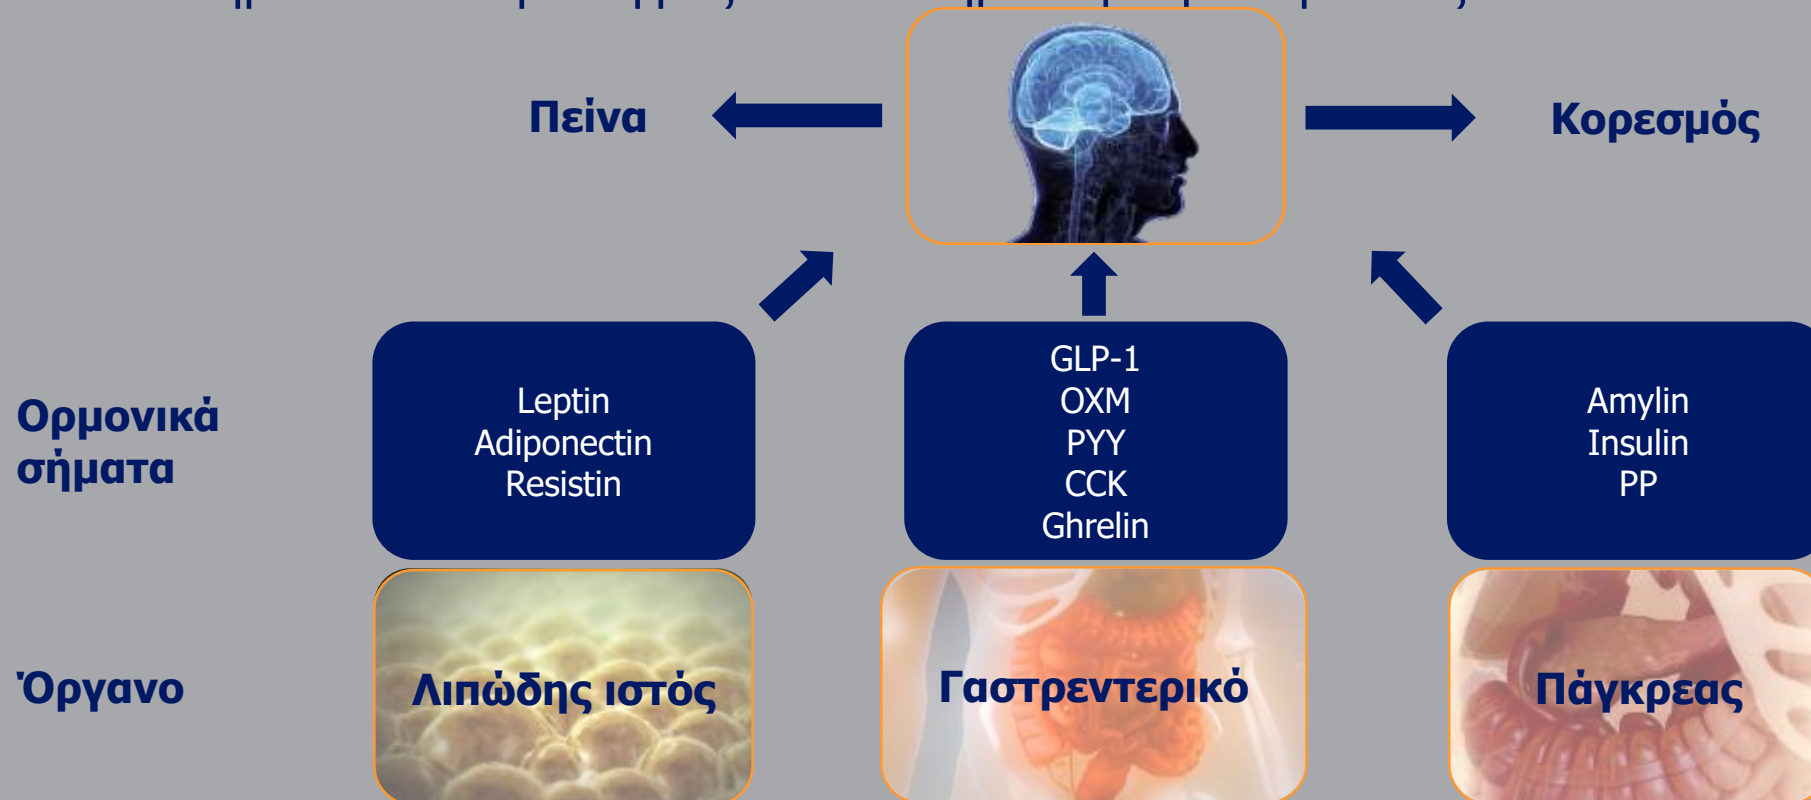 Πείνα
Κορεσμός
Ορμονικά
σήματα
Leptin
Adiponectin
Resistin
GLP-1
OXM
PYY
CCK
Ghrelin
Amylin
Insulin
PP
Όργανο
Λιπώδης ιστός
Γαστρεντερικό
Πάγκρεας